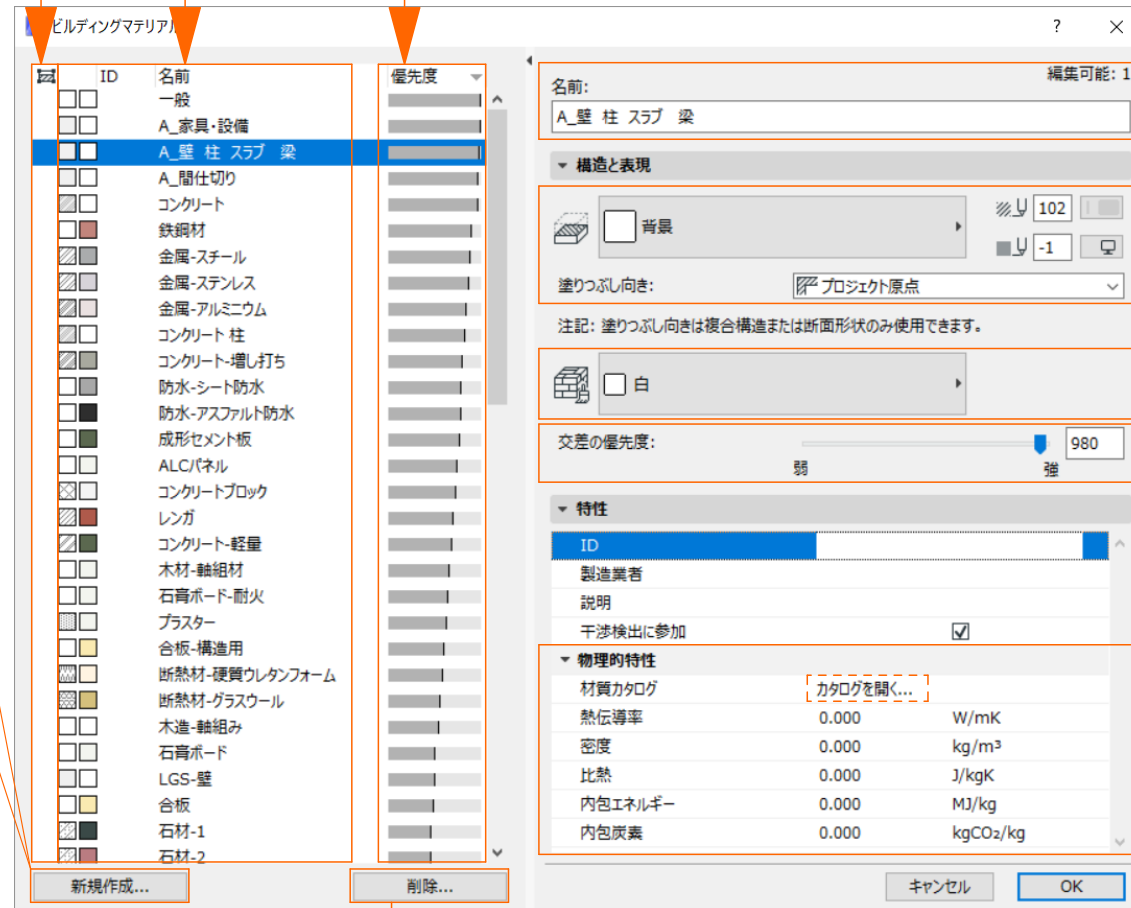 ビルディングマテリアル
? ×
ID 名前 優先度
一般
A_家具・設備
A_壁 柱 スラブ 梁
A_間仕切り
コンクリート
鉄鋼材
金属-スチール
金属-ステンレス
金属-アルミニウム
コンクリート 柱
コンクリート-増し打ち
防水-シート防水
防水-アスファルト防水
成形セメント板
ALCパネル
コンクリートブロック
レンガ
コンクリート-軽量
木材-軸組材
石膏ボード-耐火
プラスター
合板-構造用
断熱材-硬質ウレタンフォーム
断熱材-グラスウール
木造-軸組み
石膏ボード
LGS-壁
合板
石材-1
石材-2
新規作成... 削除...
編集可能: 1
名前:
A_壁 柱 スラブ 梁
構造と表現
背景
102
-1
塗りつぶし向き: プロジェクト原点
注記: 塗りつぶし向きは複合構造または断面形状のみ使用できます。
白
交差の優先度: 980
弱 強
特性
ID
製造業者
説明
干渉検出に参加
物理的特性
材質カタログ カタログを開く...
熱伝導率 0.000 W/mK
密度 0.000 kg/m³
比熱 0.000 J/kgK
内包エネルギー 0.000 MJ/kg
内包炭素 0.000 kgCO₂/kg
キャンセル OK